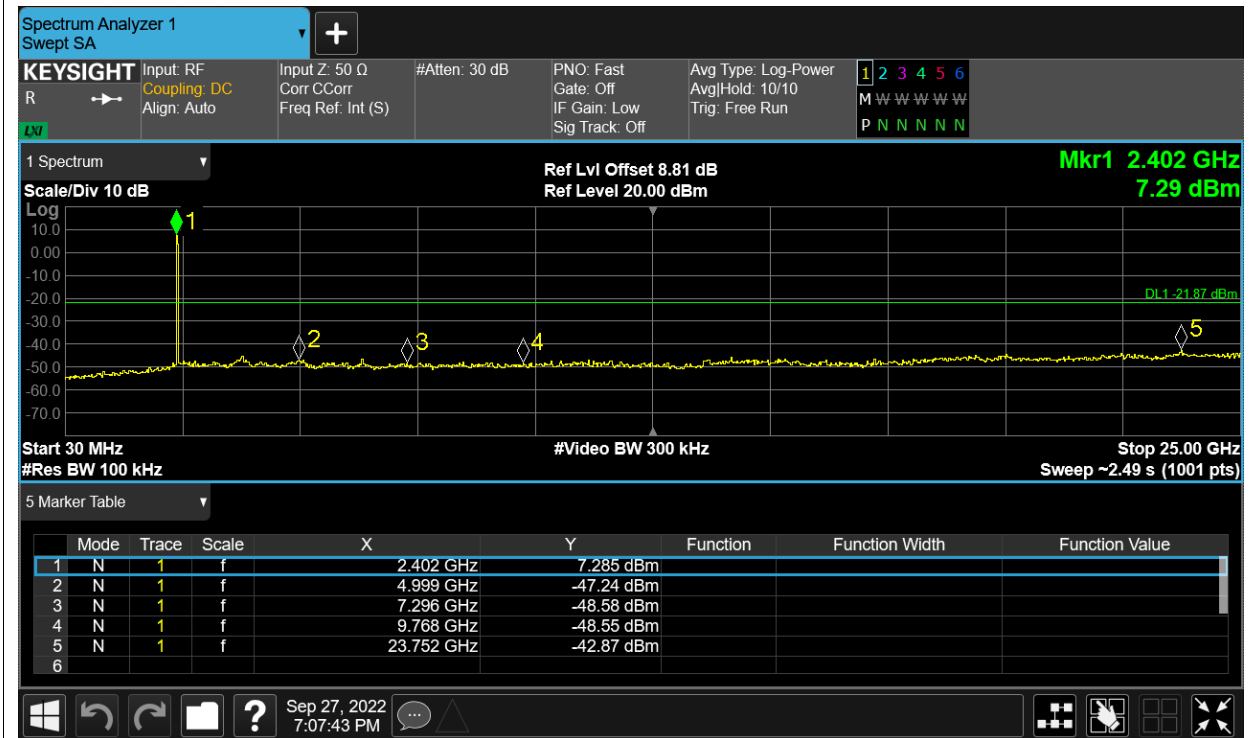 Spectrum Analyzer 1
Swept SA
KEYSIGHT
R
LXI
Input: RF
Coupling: DC
Align: Auto
Input Z: 50 Ω
Corr CCorr
Freq Ref: Int (S)
#Atten: 30 dB
PNO: Fast
Gate: Off
IF Gain: Low
Sig Track: Off
Avg Type: Log-Power
Avg|Hold: 10/10
Trig: Free Run
1 2 3 4 5 6
M W W W W W
P N N N N N
1 Spectrum
Scale/Div 10 dB
Ref Lvl Offset 8.81 dB
Ref Level 20.00 dBm
Mkr1 2.402 GHz
7.29 dBm
Log
10.0
0.00
-10.0
-20.0
-30.0
-40.0
-50.0
-60.0
-70.0
1
2
3
4
5
DL1 -21.87 dBm
Start 30 MHz
#Res BW 100 kHz
#Video BW 300 kHz
Stop 25.00 GHz
Sweep ~2.49 s (1001 pts)
5 Marker Table
Mode Trace Scale X Y Function Function Width Function Value
1 N 1 f 2.402 GHz 7.285 dBm
2 N 1 f 4.999 GHz -47.24 dBm
3 N 1 f 7.296 GHz -48.58 dBm
4 N 1 f 9.768 GHz -48.55 dBm
5 N 1 f 23.752 GHz -42.87 dBm
6
?
Sep 27, 2022
7:07:43 PM